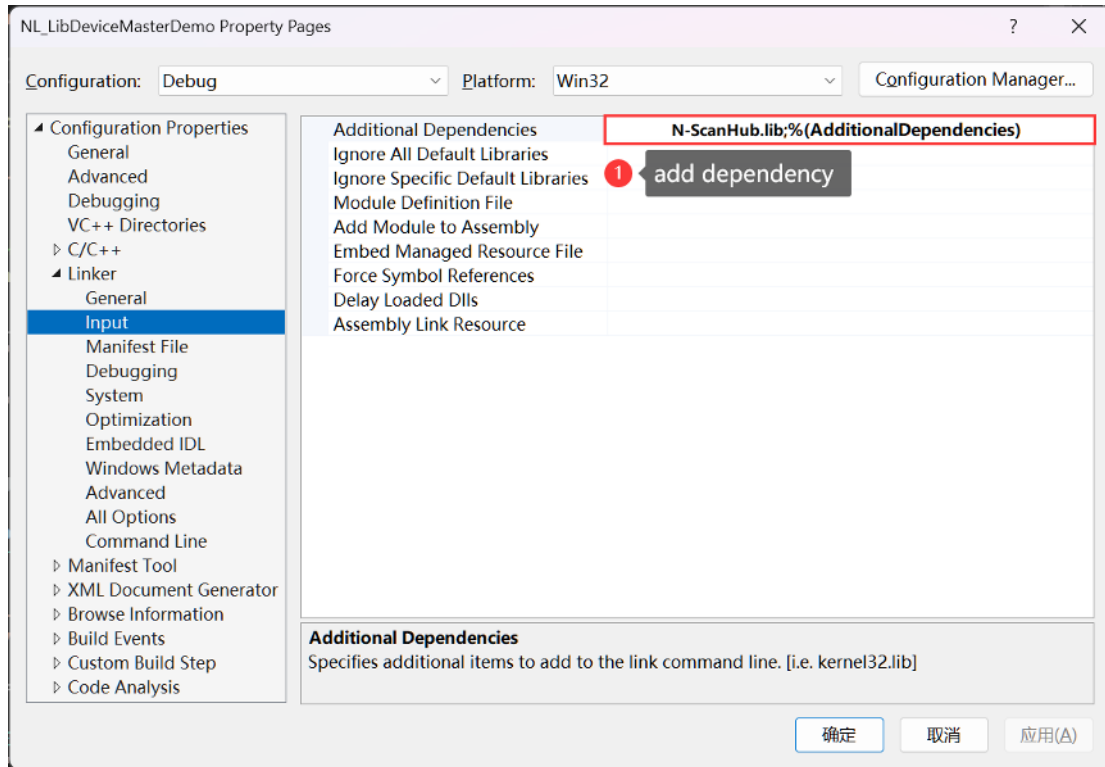 NL_LibDeviceMasterDemo Property Pages ? ×
Configuration: Debug Platform: Win32 Configuration Manager...
Configuration Properties
General
Advanced
Debugging
VC++ Directories
C/C++
Linker
General
Input
Manifest File
Debugging
System
Optimization
Embedded IDL
Windows Metadata
Advanced
All Options
Command Line
Manifest Tool
XML Document Generator
Browse Information
Build Events
Custom Build Step
Code Analysis
Additional Dependencies N-ScanHub.lib;%(AdditionalDependencies)
Ignore All Default Libraries
Ignore Specific Default Libraries
1 add dependency
Module Definition File
Add Module to Assembly
Embed Managed Resource File
Force Symbol References
Delay Loaded Dlls
Assembly Link Resource
Additional Dependencies
Specifies additional items to add to the link command line. [i.e. kernel32.lib]
确定 取消 应用(A)